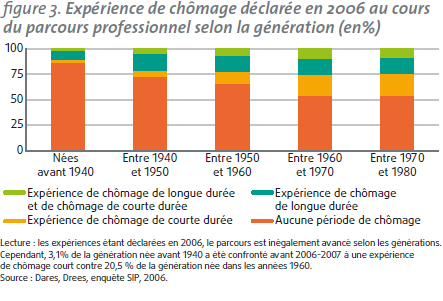 figure 3. Expérience de chômage déclarée en 2006 au cours
du parcours professionnel selon la génération (en%)
100
75
50
25
0
Nées
avant 1940
Entre 1940
et 1950
Entre 1950
et 1960
Entre 1960
et 1970
Entre 1970
et 1980
Expérience de chômage de longue durée
et de chômage de courte durée
Expérience de chômage
de longue durée
Expérience de chômage de courte durée
Aucune période de chômage
Lecture : les expériences étant déclarées en 2006, le parcours est inégalement avancé selon les générations.
Cependant, 3,1% de la génération née avant 1940 a été confronté avant 2006-2007 à une expérience
de chômage court contre 20,5 % de la génération née dans les années 1960.
Source : Dares, Drees, enquête SIP, 2006.